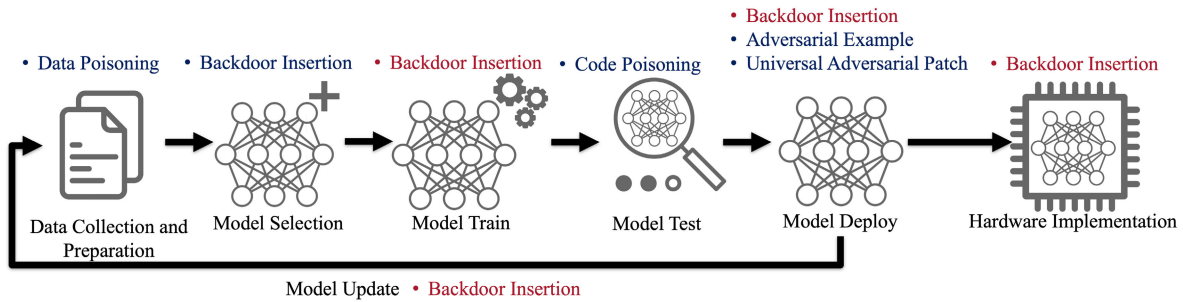 • Backdoor Insertion
• Adversarial Example
• Universal Adversarial Patch
• Data Poisoning
• Backdoor Insertion
• Backdoor Insertion
• Code Poisoning
• Backdoor Insertion
Data Collection and
Preparation
Model Selection
Model Train
Model Test
Model Deploy
Hardware Implementation
Model Update • Backdoor Insertion